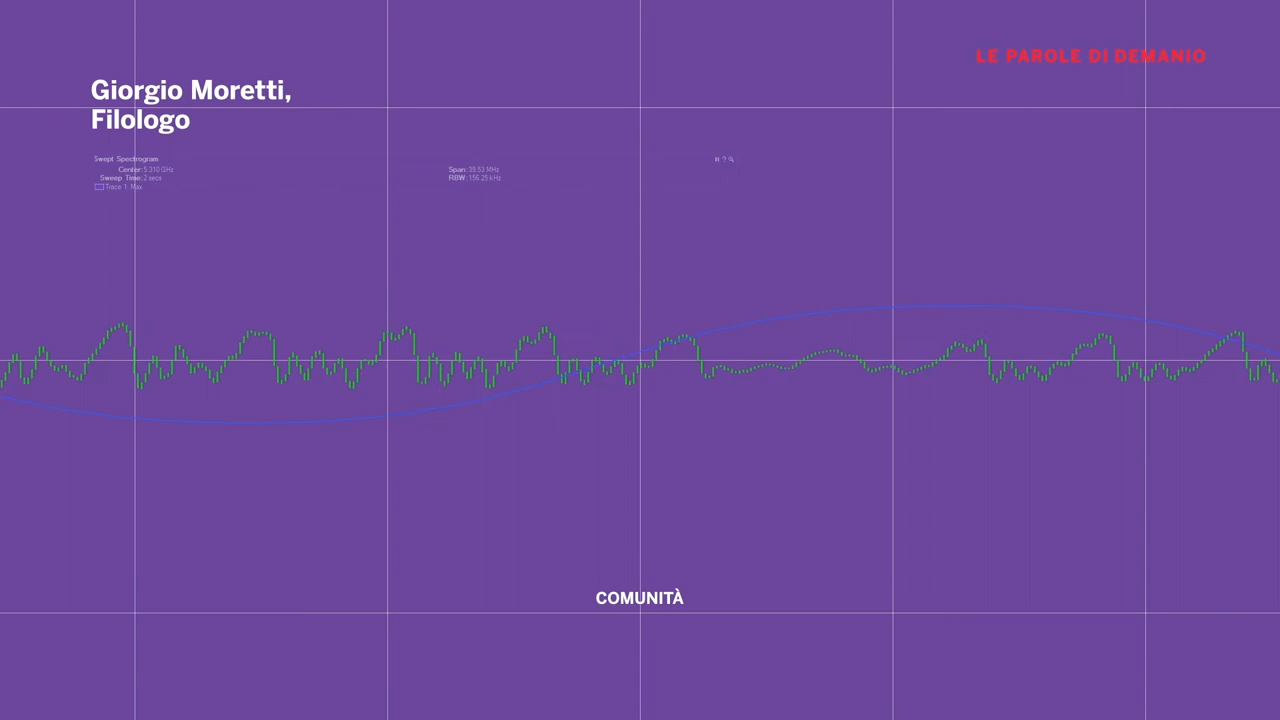 LE PAROLE DI DEMANIO
Giorgio Moretti,
Filologo
Swept Spectrogram
Center: 5.310 GHz
Span: 39.53 MHz
Sweep Time: 2 secs
RBW: 156.25 kHz
Trace 1: Max
COMUNITÀ